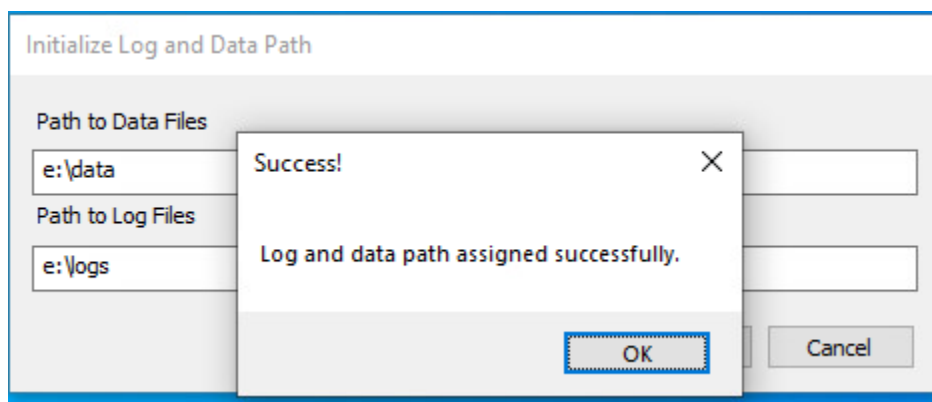 Initialize Log and Data Path
Path to Data Files
e:\data
Success!
Path to Log Files
e:\logs
Log and data path assigned successfully.
OK
Cancel